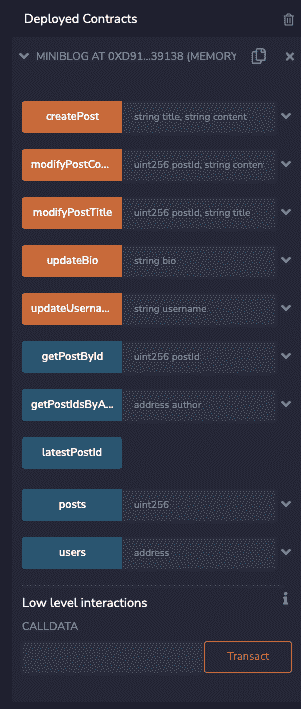 Deployed Contracts
MINIBLOG AT 0XD91...39138 (MEMORY
createPost string title, string content
modifyPostCo... uint256 postId, string conten
modifyPostTitle uint256 postId, string title
updateBio string bio
updateUserna... string username
getPostById uint256 postId
getPostIdsByA... address author
latestPostId
posts uint256
users address
Low level interactions
CALLDATA
Transact